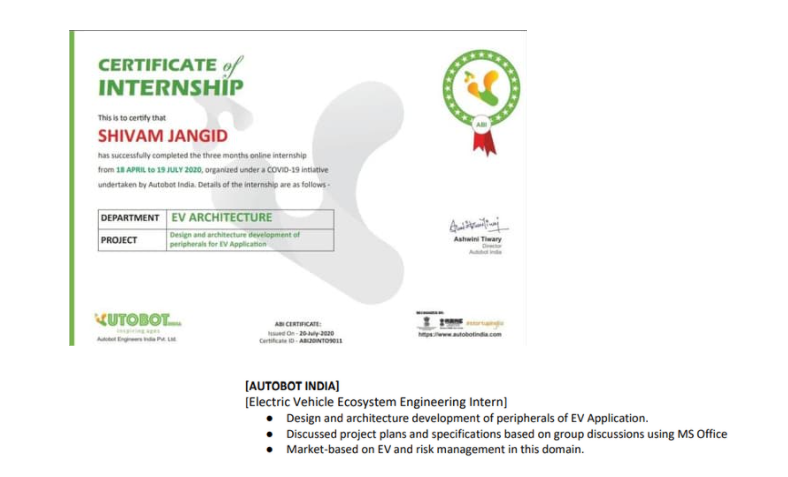 CERTIFICATE of
INTERNSHIP
This is to certify that
SHIVAM JANGID
has successfully completed the three months online internship
from 18 APRIL to 19 JULY 2020, organized under a COVID-19 intiative
undertaken by Autobot India. Details of the internship are as follows -
DEPARTMENT EV ARCHITECTURE
PROJECT Design and architecture development of
peripherals for EV Application
ABI
Ashwini Tiwary
Director
Autobot India
AUTOBOT INDIA
inspiring ages
Autobot Engineers India Pvt. Ltd.
ABI CERTIFICATE:
Issued On - 20-July-2020
Certificate ID - ABI20INTO9011
RECOGNIZED BY:
#startupindia
https://www.autobotindia.com
[AUTOBOT INDIA]
[Electric Vehicle Ecosystem Engineering Intern]
● Design and architecture development of peripherals of EV Application.
● Discussed project plans and specifications based on group discussions using MS Office
● Market-based on EV and risk management in this domain.